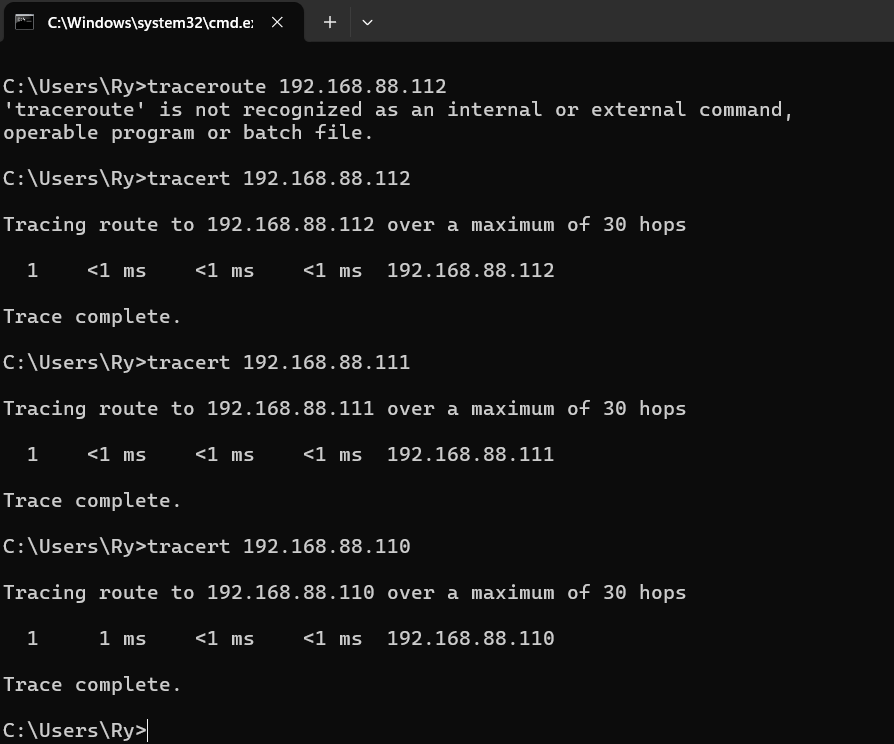 C:\Windows\system32\cmd.e
C:\Users\Ry>traceroute 192.168.88.112
'traceroute' is not recognized as an internal or external command,
operable program or batch file.
C:\Users\Ry>tracert 192.168.88.112
Tracing route to 192.168.88.112 over a maximum of 30 hops
1 <1 ms <1 ms <1 ms 192.168.88.112
Trace complete.
C:\Users\Ry>tracert 192.168.88.111
Tracing route to 192.168.88.111 over a maximum of 30 hops
1 <1 ms <1 ms <1 ms 192.168.88.111
Trace complete.
C:\Users\Ry>tracert 192.168.88.110
Tracing route to 192.168.88.110 over a maximum of 30 hops
1 1 ms <1 ms <1 ms 192.168.88.110
Trace complete.
C:\Users\Ry>